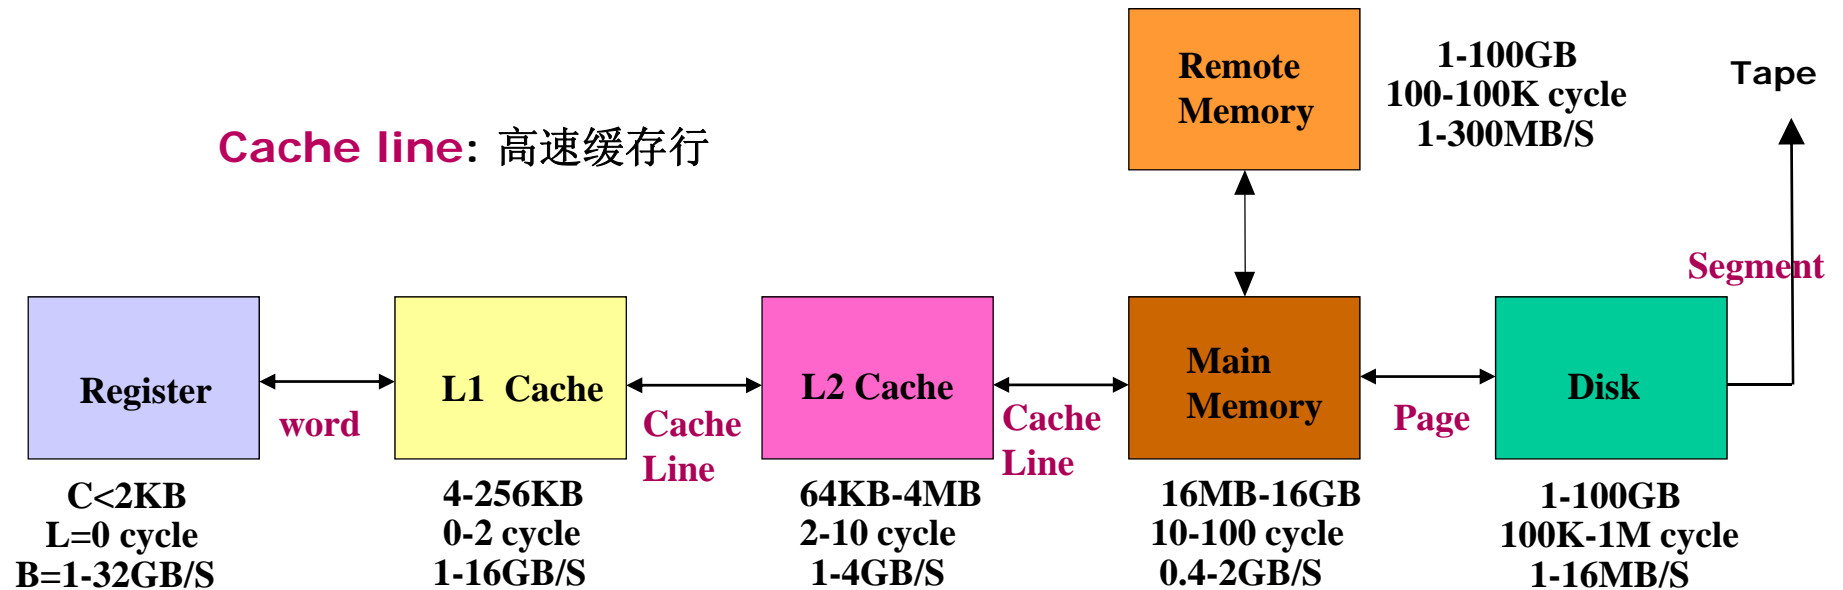 Remote
Memory
1-100GB
100-100K cycle
1-300MB/S
Tape
Cache line: 高速缓存行
Segment
Register
word
L1 Cache
Cache
Line
L2 Cache
Cache
Line
Main
Memory
Page
Disk
C<2KB
L=0 cycle
B=1-32GB/S
4-256KB
0-2 cycle
1-16GB/S
64KB-4MB
2-10 cycle
1-4GB/S
16MB-16GB
10-100 cycle
0.4-2GB/S
1-100GB
100K-1M cycle
1-16MB/S